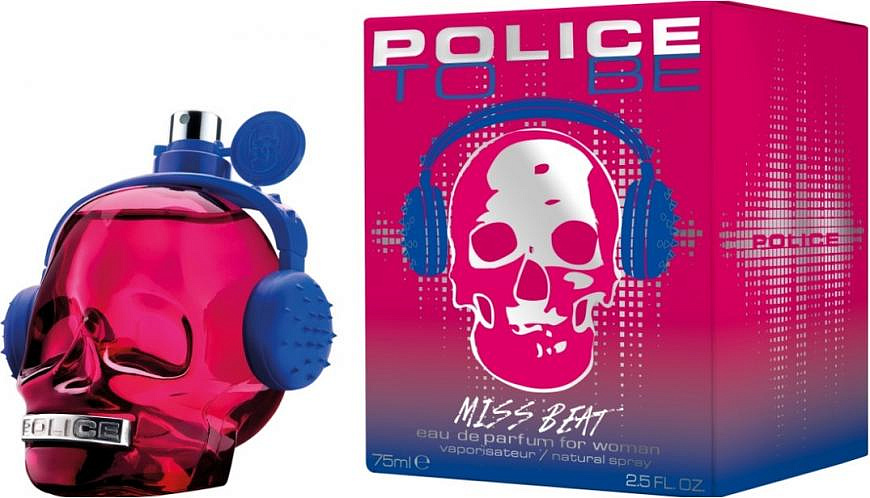 POLICE
TO BE
MISS BEAT
eau de parfum for woman
vaporisateur / natural spray
75ml e
2.5 FL. OZ.
POLICE
POLICE